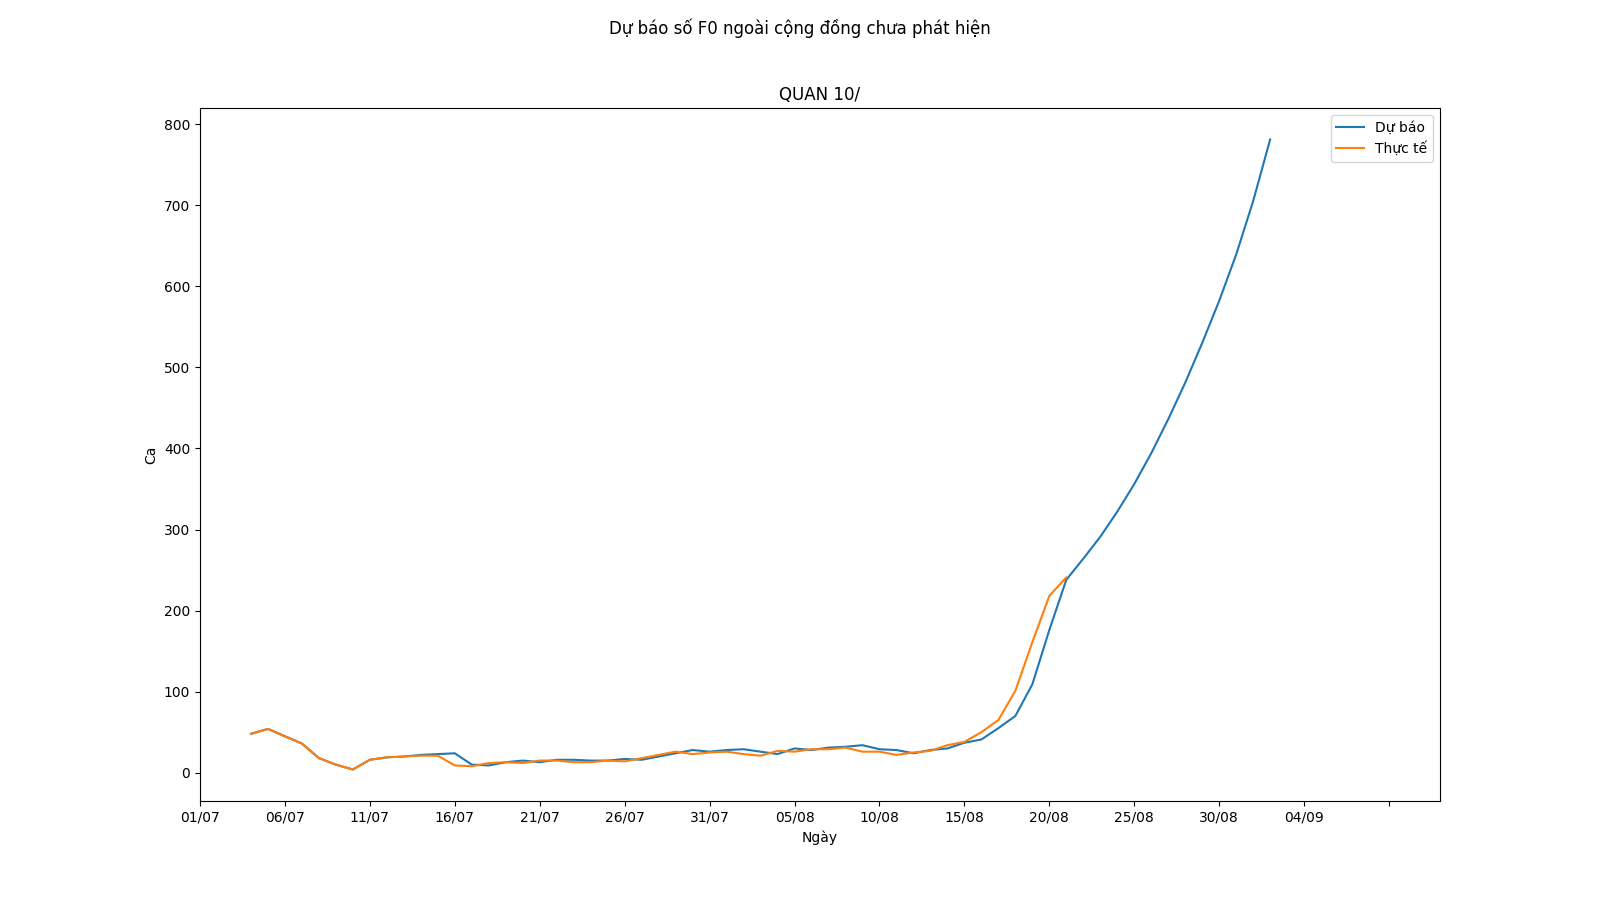 Dự báo số F0 ngoài cộng đồng chưa phát hiện
QUAN 10/
Dự báo
Thực tế
800
700
600
500
400
300
200
100
0
Ca
01/07 06/07 11/07 16/07 21/07 26/07 31/07 05/08 10/08 15/08 20/08 25/08 30/08 04/09
Ngày